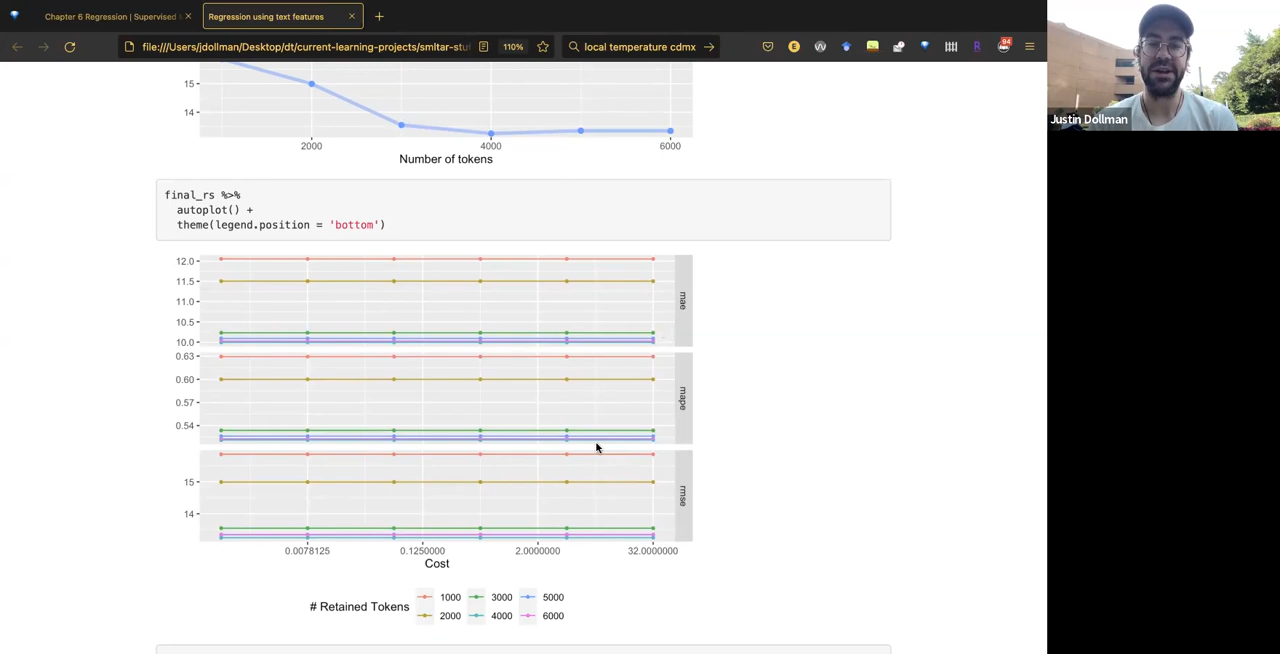 Chapter 6 Regression | Supervised
Regression using text features
file:///Users/jdollman/Desktop/dt/current-learning-projects/smltar-stu
110%
local temperature cdmx
E
R
94
Justin Dollman
15
14
2000
4000
6000
Number of tokens
final_rs %>%
autoplot() +
theme(legend.position = 'bottom')
12.0
11.5
11.0
10.5
10.0
mae
0.63
0.60
0.57
0.54
mape
15
14
rmse
0.0078125
0.1250000
2.0000000
32.0000000
Cost
# Retained Tokens
1000
3000
5000
2000
4000
6000